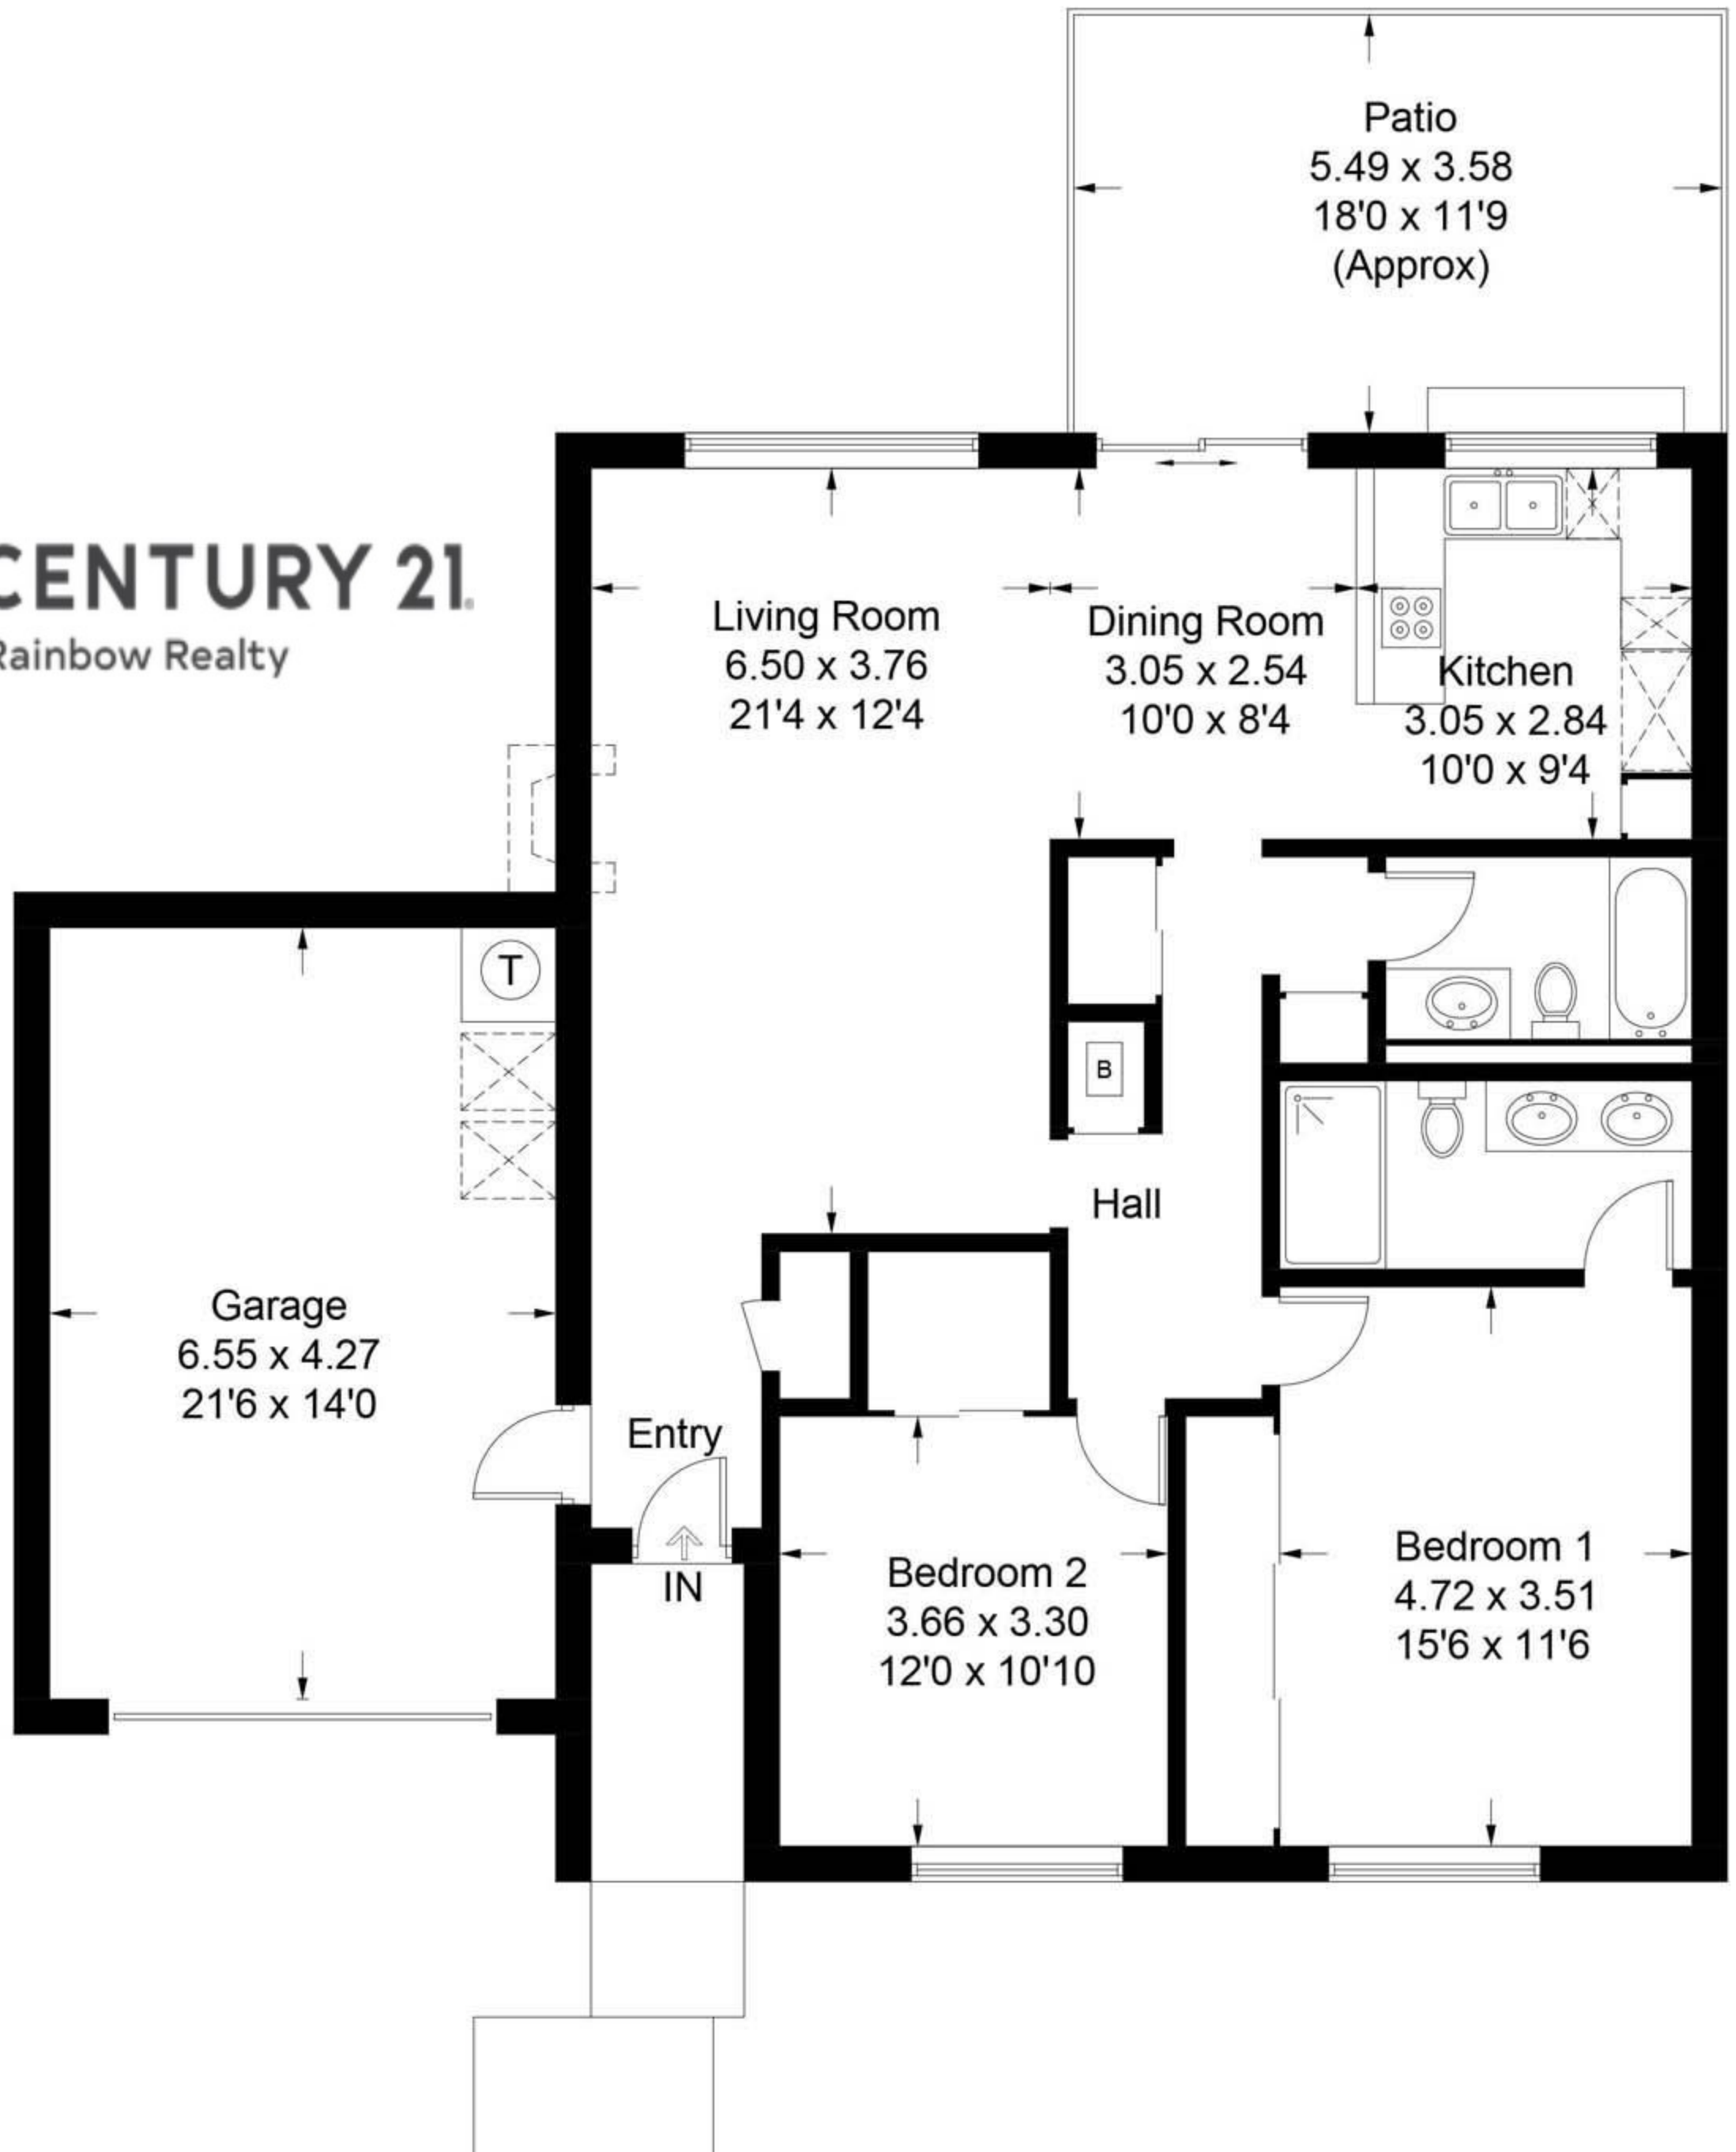 Patio
5.49 x 3.58
18'0 x 11'9
(Approx)
CENTURY 21
Rainbow Realty
Living Room
6.50 x 3.76
21'4 x 12'4
Dining Room
3.05 x 2.54
10'0 x 8'4
Kitchen
3.05 x 2.84
10'0 x 9'4
T
B
Hall
Garage
6.55 x 4.27
21'6 x 14'0
Entry
IN
Bedroom 2
3.66 x 3.30
12'0 x 10'10
Bedroom 1
4.72 x 3.51
15'6 x 11'6